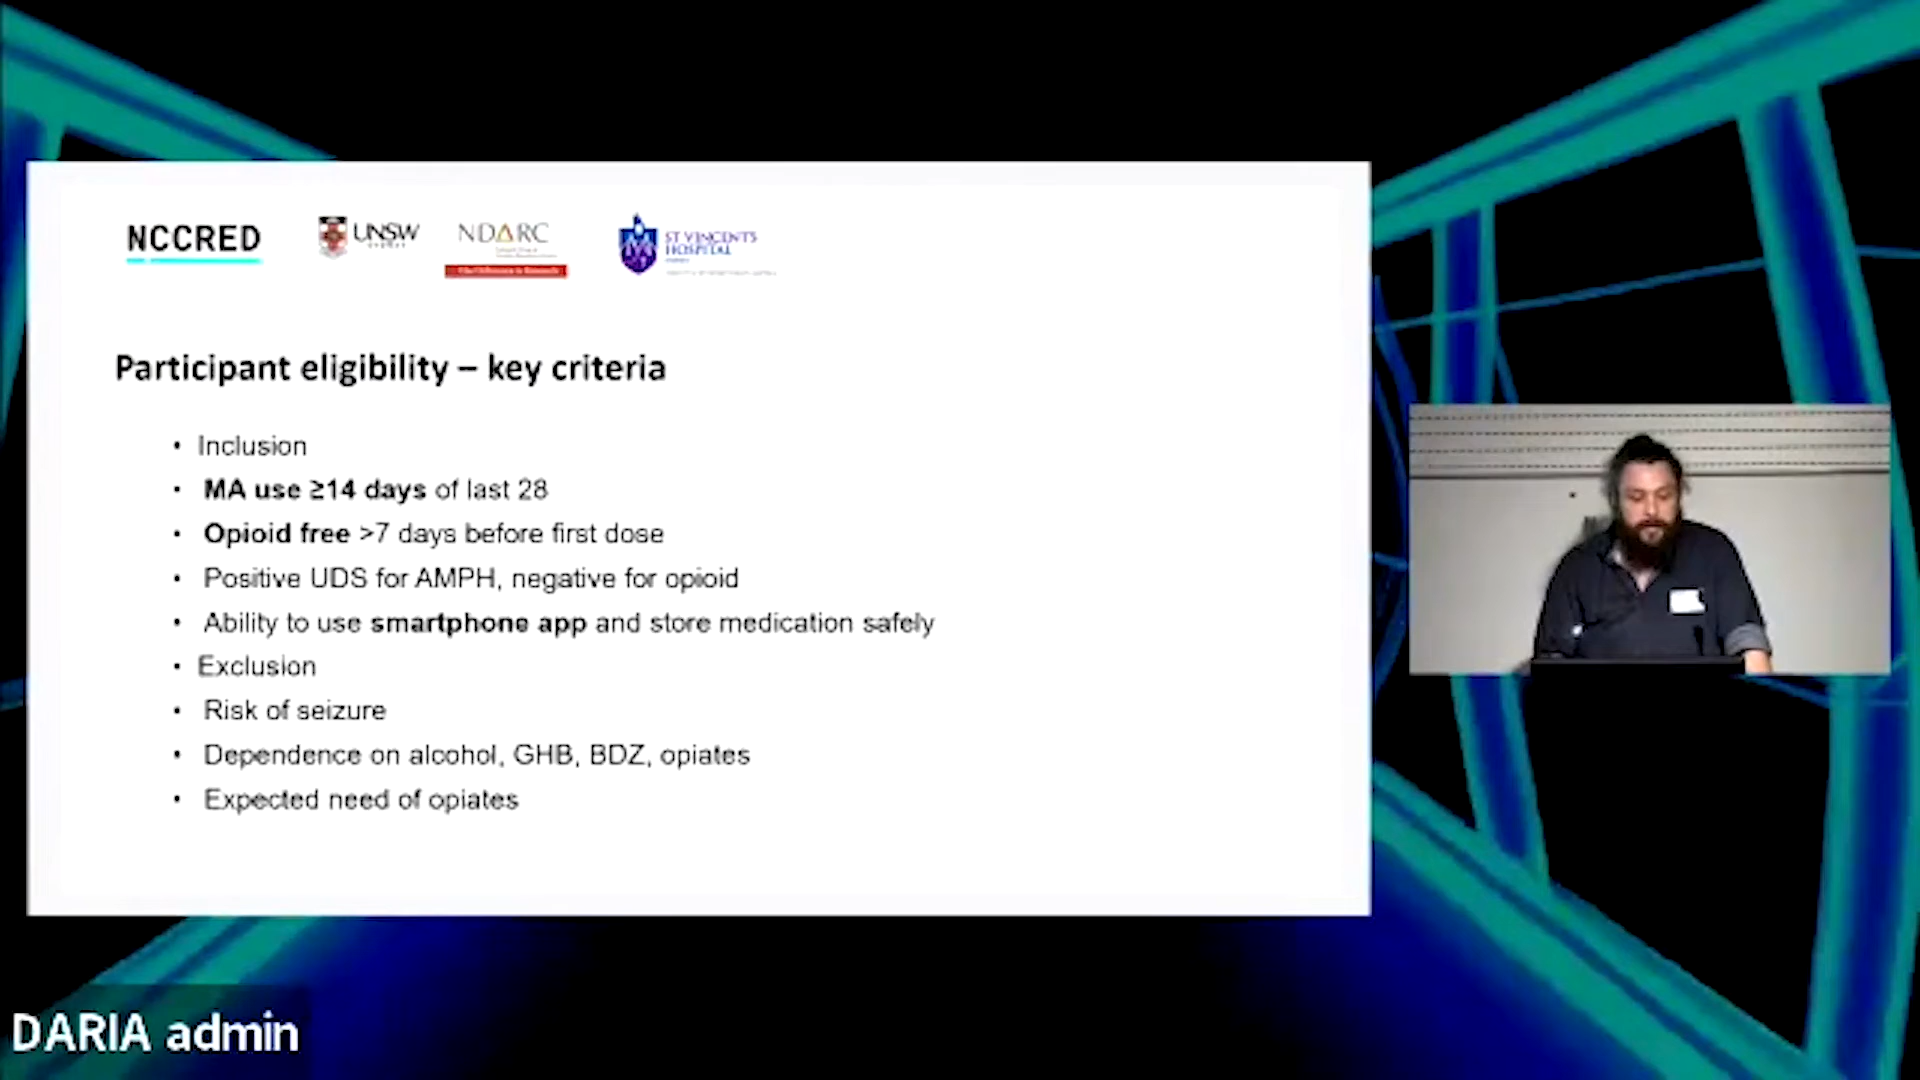 NCCRED
UNSW
NDARC
ST VINCENT'S
HOSPITAL
Participant eligibility – key criteria
• Inclusion
• MA use ≥14 days of last 28
• Opioid free >7 days before first dose
• Positive UDS for AMPH, negative for opioid
• Ability to use smartphone app and store medication safely
• Exclusion
• Risk of seizure
• Dependence on alcohol, GHB, BDZ, opiates
• Expected need of opiates
DARIA admin